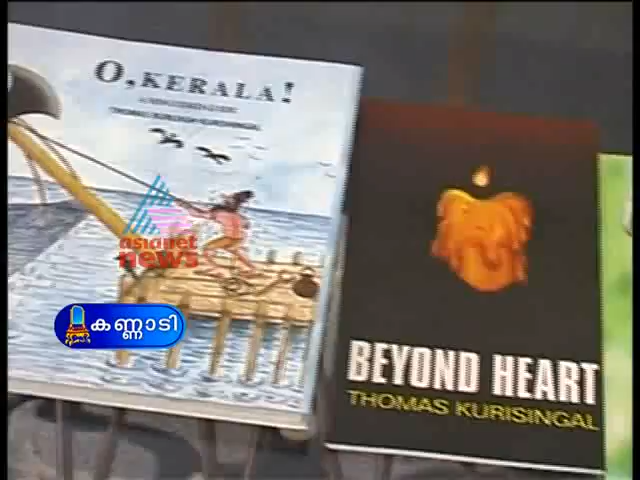 O, KERALA!
THOMAS KURISINGAL
asianet
news
കണ്ണാടി
BEYOND HEART
THOMAS KURISINGAL